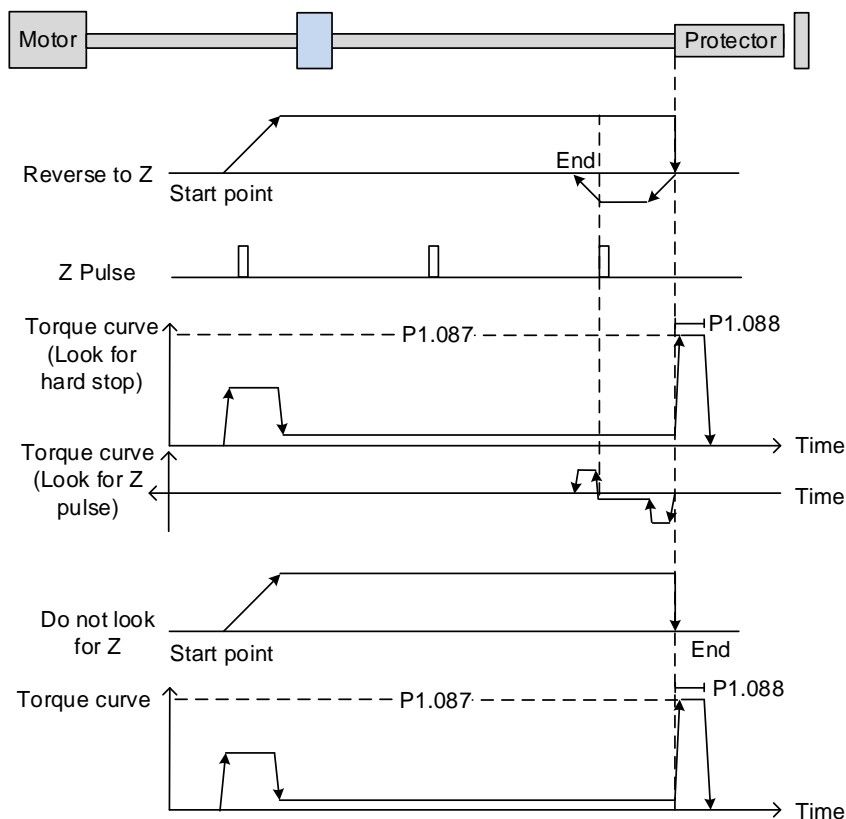 Motor
Protector
Reverse to Z
Start point
End
Z Pulse
Torque curve
(Look for
hard stop)
P1.087
P1.088
Time
Torque curve
(Look for Z
pulse)
Time
Do not look
for Z
Start point
End
Torque curve
P1.087
P1.088
Time